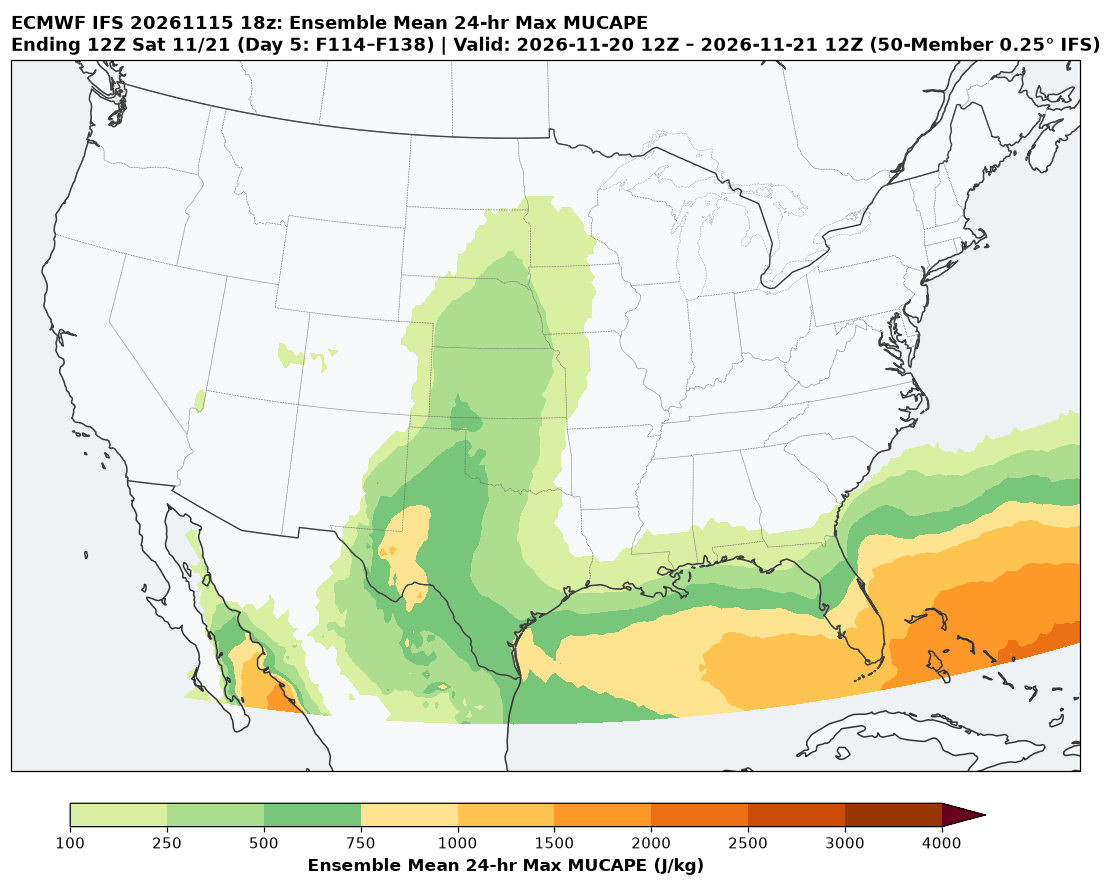 ECMWF IFS 20261115 18z: Ensemble Mean 24-hr Max MUCAPE
Ending 12Z Sat 11/21 (Day 5: F114–F138) | Valid: 2026-11-20 12Z – 2026-11-21 12Z (50-Member 0.25° IFS)
100 250 500 750 1000 1500 2000 2500 3000 4000
Ensemble Mean 24-hr Max MUCAPE (J/kg)